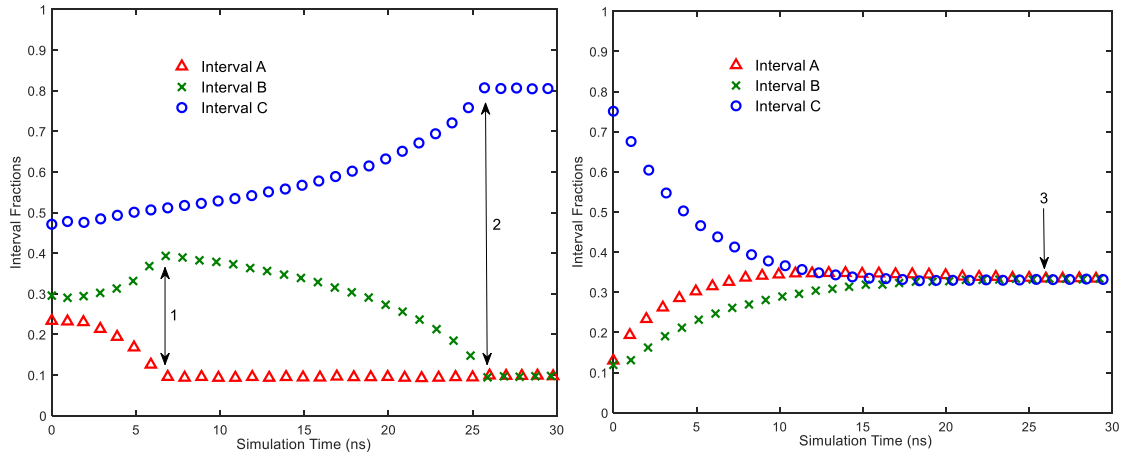 1
0.9
0.8
0.7
0.6
0.5
0.4
0.3
0.2
0.1
0
Interval Fractions
Interval A
Interval B
Interval C
1
2
0 5 10 15 20 25 30
Simulation Time (ns)
1
0.9
0.8
0.7
0.6
0.5
0.4
0.3
0.2
0.1
0
Interval Fractions
Interval A
Interval B
Interval C
3
0 5 10 15 20 25 30
Simulation Time (ns)